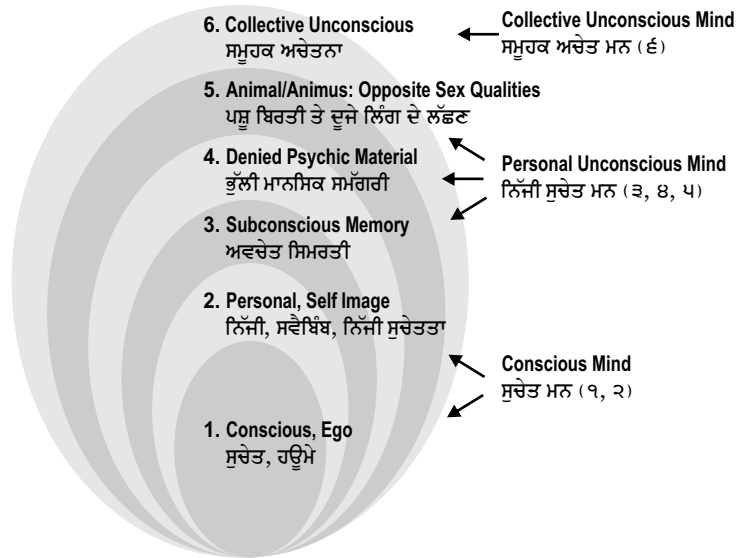 6. Collective Unconscious
ਸਮੂਹਕ ਅਚੇਤਨਾ
5. Animal/Animus: Opposite Sex Qualities
ਪਸ਼ੂ ਬਿਰਤੀ ਤੇ ਦੂਜੇ ਲਿੰਗ ਦੇ ਲੱਛਣ
4. Denied Psychic Material
ਭੁੱਲੀ ਮਾਨਸਿਕ ਸਮੱਗਰੀ
3. Subconscious Memory
ਅਵਚੇਤ ਸਿਮਰਤੀ
2. Personal, Self Image
ਨਿੱਜੀ, ਸਵੈਬਿੰਬ, ਨਿੱਜੀ ਸੁਚੇਤਤਾ
1. Conscious, Ego
ਸੁਚੇਤ, ਹਉਮੇ
Collective Unconscious Mind
ਸਮੂਹਕ ਅਚੇਤ ਮਨ (੬)
Personal Unconscious Mind
ਨਿੱਜੀ ਸੁਚੇਤ ਮਨ (੩, ੪, ੫)
Conscious Mind
ਸੁਚੇਤ ਮਨ (੧, ੨)